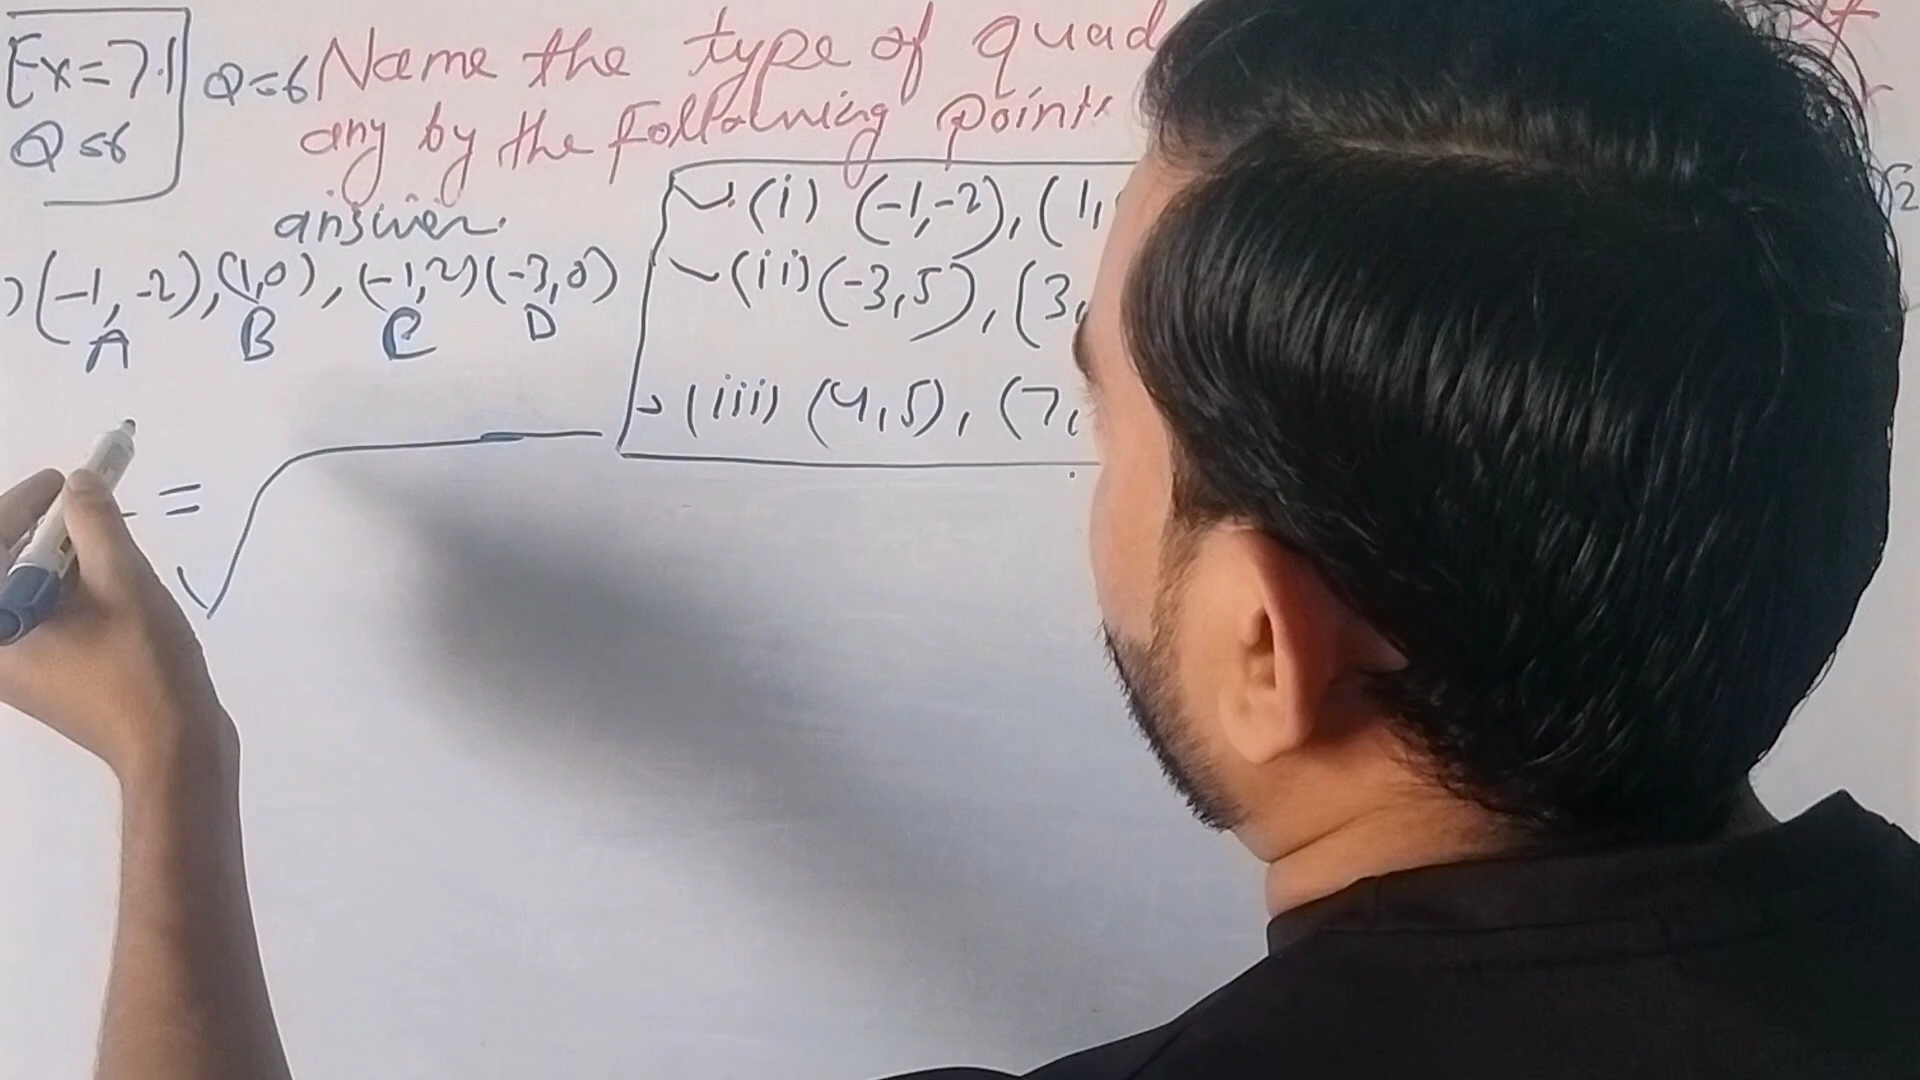 Ex=7.1
Q=6
Q=6 Name the type of quad
any by the following points
answer.
(-1,-2), (1,0), (-1,2) (-3,0)
A B C D
(i) (-1,-2), (1,
(ii) (-3,5), (3,
(iii) (4,5), (7,
= √